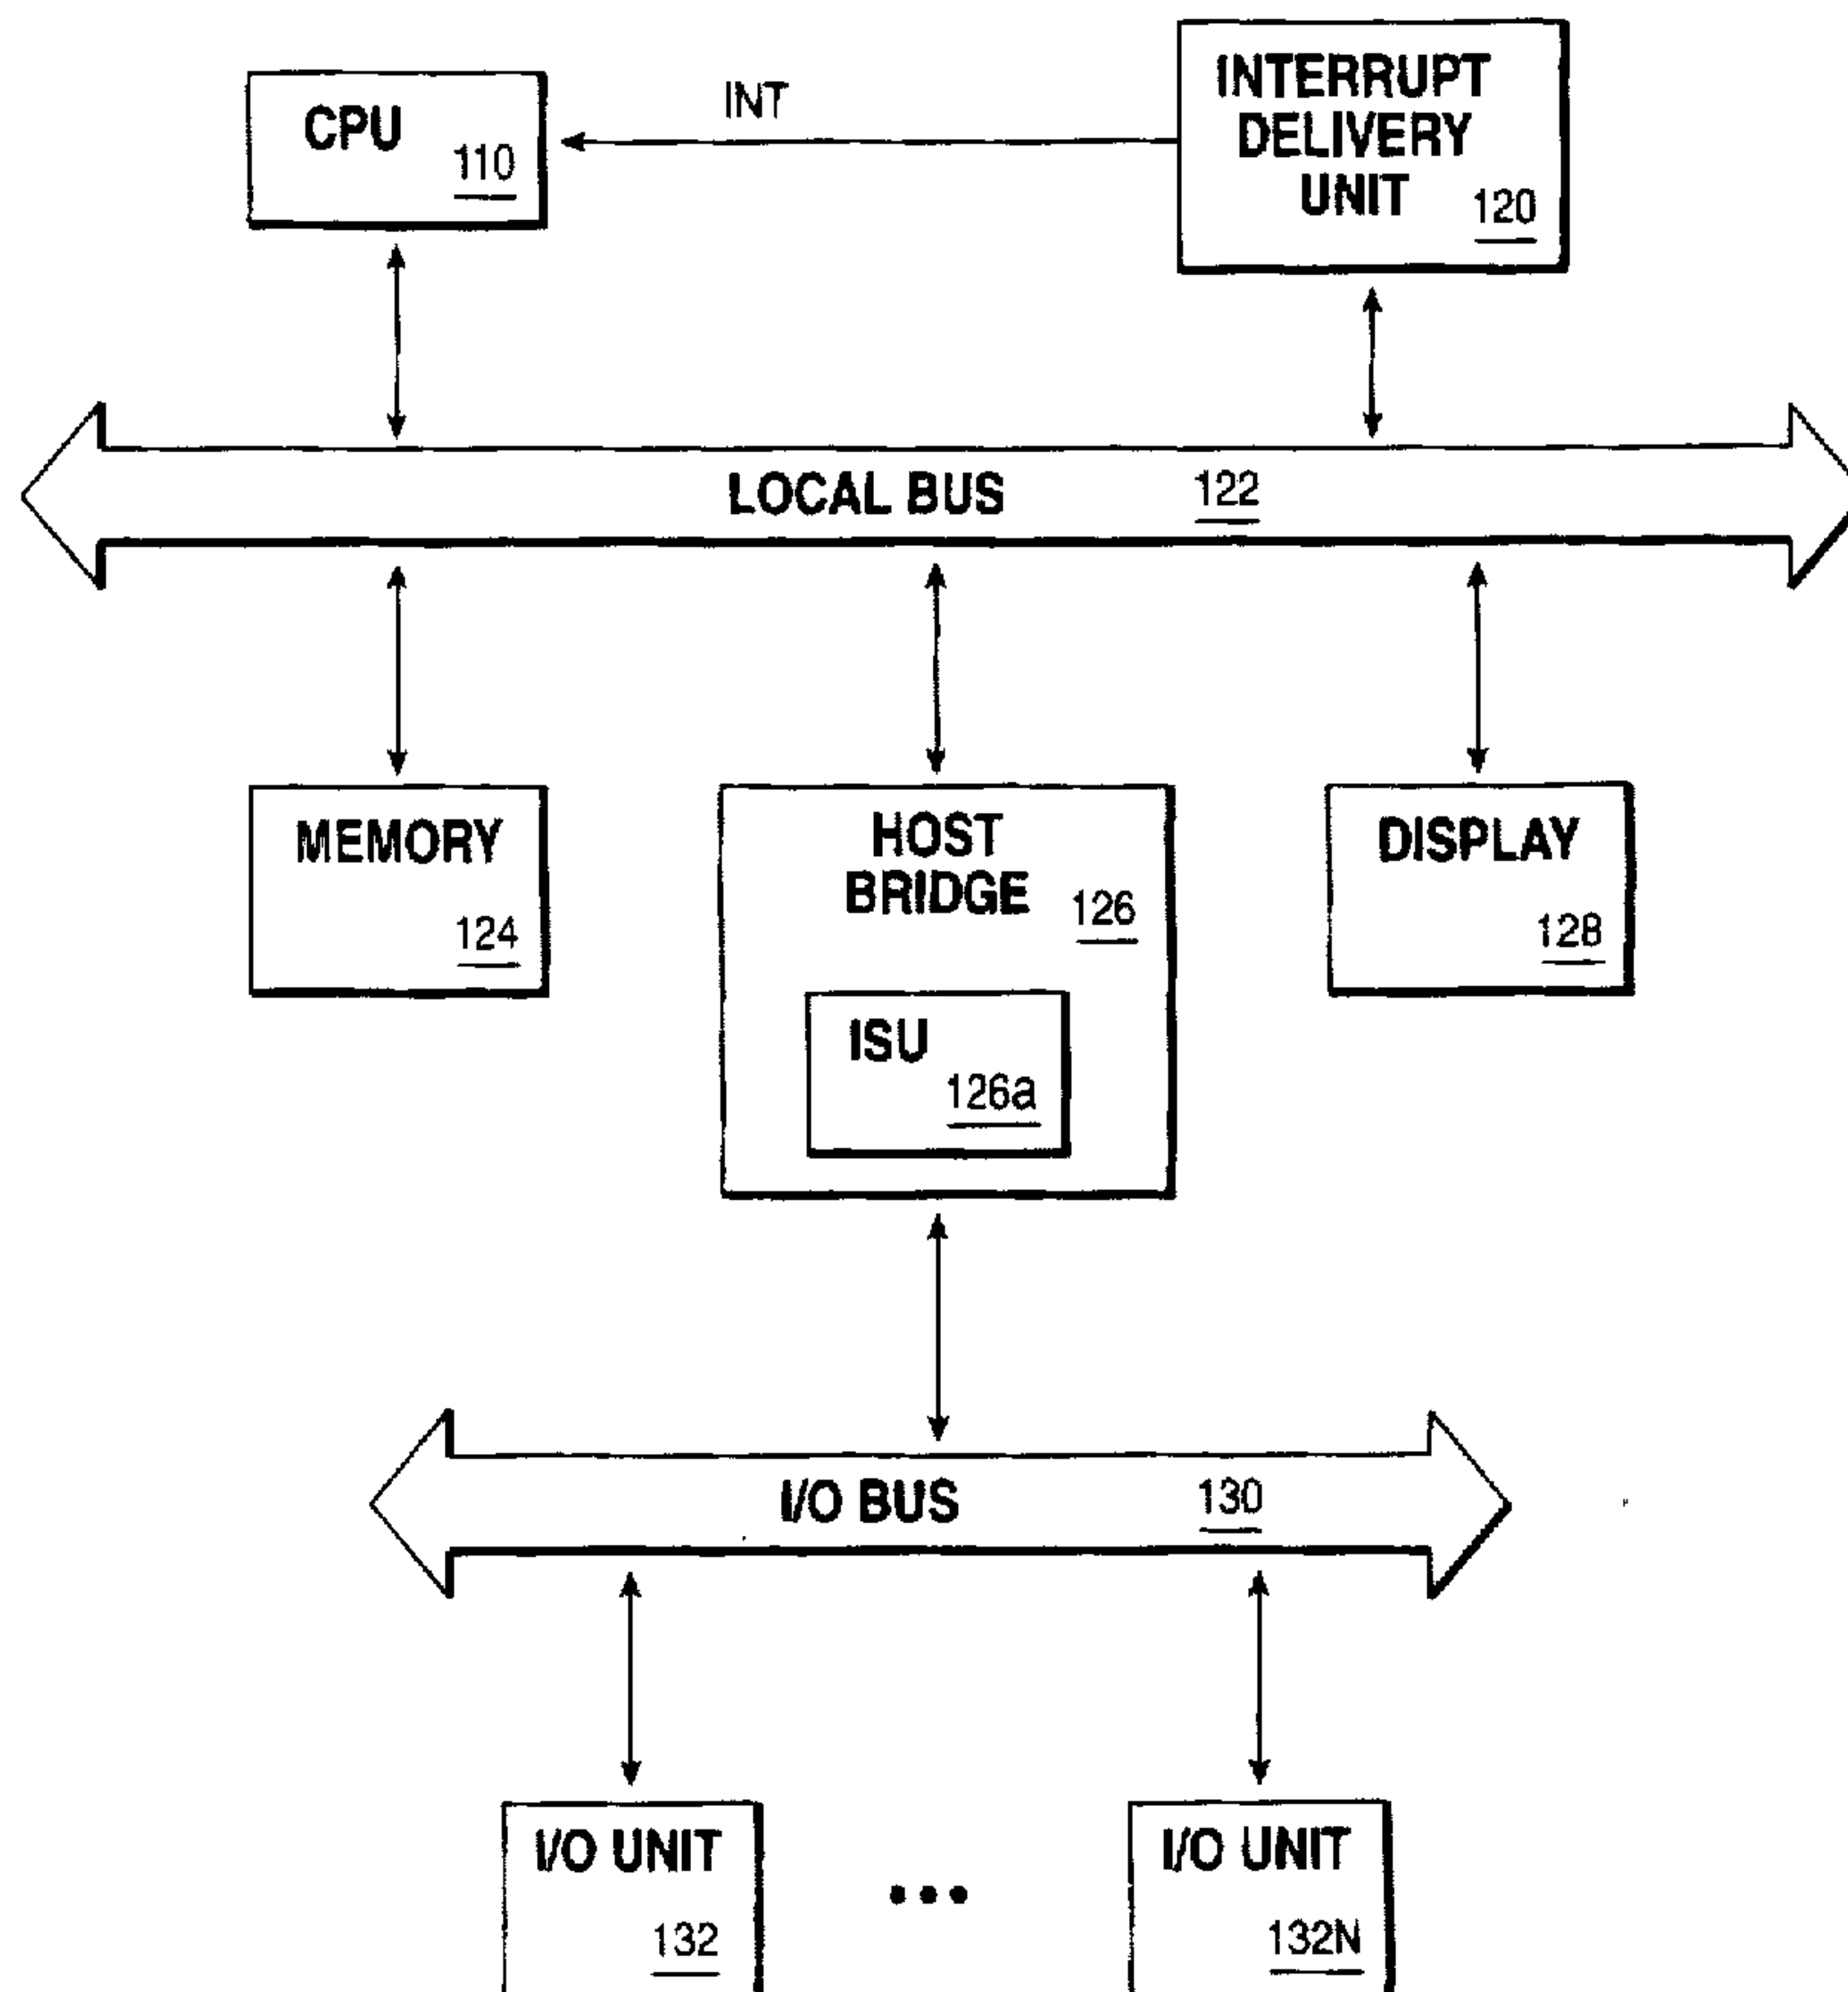 CPU
110
INT
INTERRUPT
DELIVERY
UNIT
120
LOCAL BUS 122
MEMORY
124
HOST
BRIDGE
126
ISU
126a
DISPLAY
128
I/O BUS 130
I/O UNIT
132
•••
I/O UNIT
132N